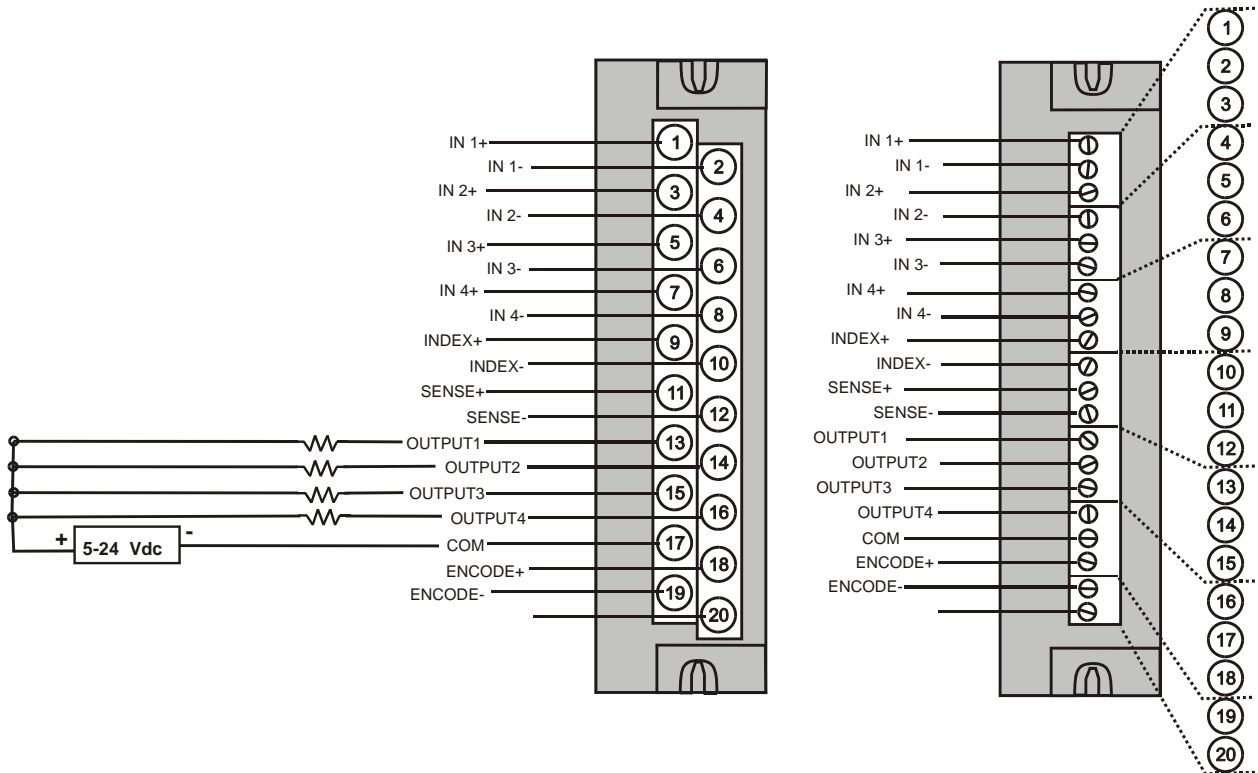 IN 1+
1
IN 1-
2
IN 2+
3
IN 2-
4
IN 3+
5
IN 3-
6
IN 4+
7
IN 4-
8
INDEX+
9
INDEX-
10
SENSE+
11
SENSE-
12
OUTPUT1
13
OUTPUT2
14
OUTPUT3
15
OUTPUT4
16
+ 5-24 Vdc -
COM
17
ENCODE+
18
ENCODE-
19
20
IN 1+
IN 1-
IN 2+
IN 2-
IN 3+
IN 3-
IN 4+
IN 4-
INDEX+
INDEX-
SENSE+
SENSE-
OUTPUT1
OUTPUT2
OUTPUT3
OUTPUT4
COM
ENCODE+
ENCODE-
1
2
3
4
5
6
7
8
9
10
11
12
13
14
15
16
17
18
19
20